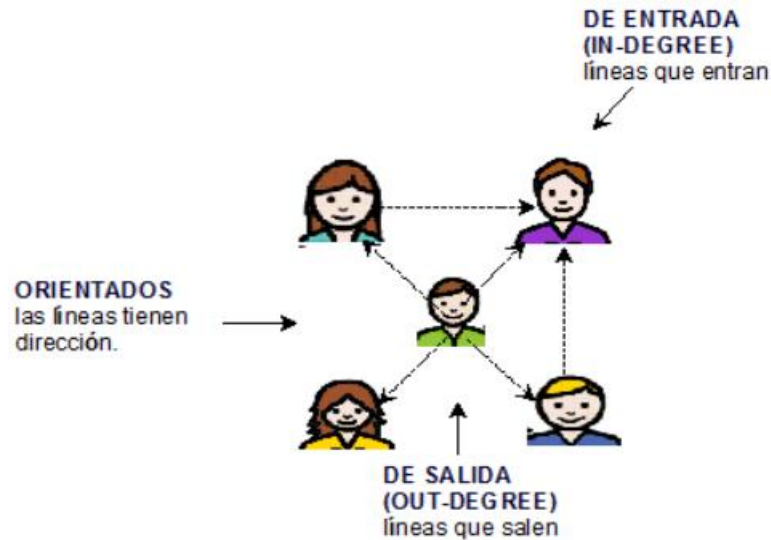 DE ENTRADA
(IN-DEGREE)
líneas que entran
ORIENTADOS
las líneas tienen
dirección.
DE SALIDA
(OUT-DEGREE)
líneas que salen